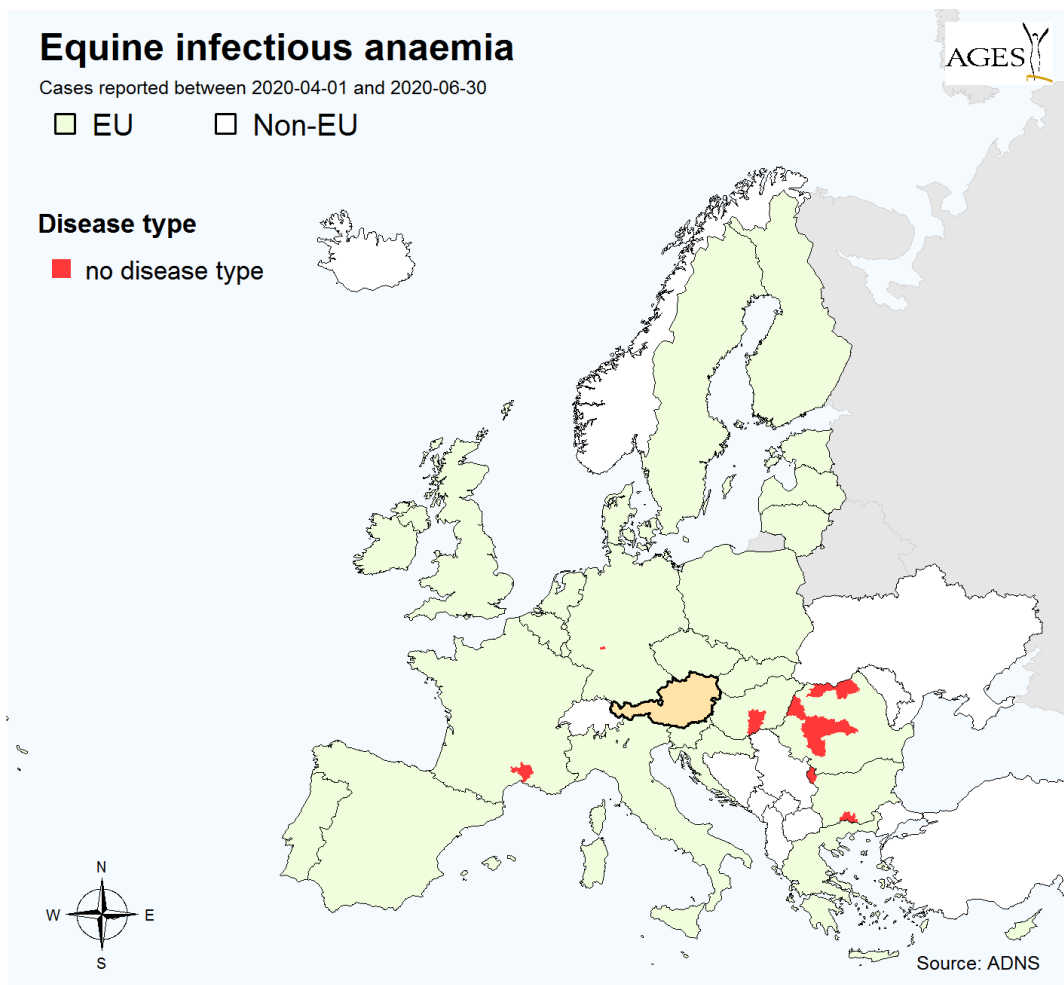 Equine infectious anaemia
AGES
Cases reported between 2020-04-01 and 2020-06-30
EU Non-EU
Disease type
no disease type
N
W E
S
Source: ADNS